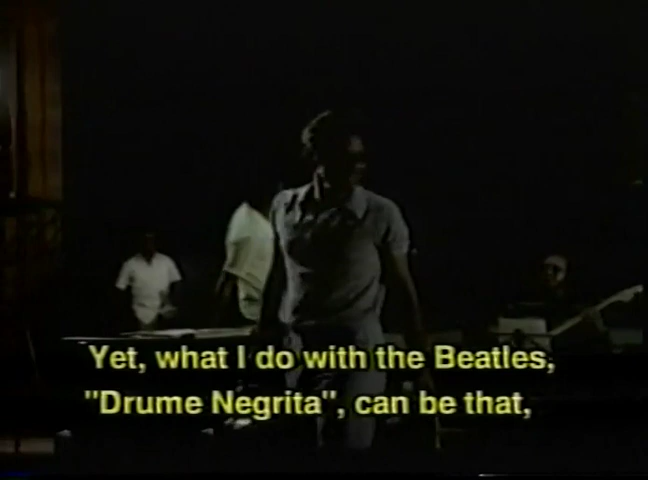 Yet, what I do with the Beatles,
"Drume Negrita", can be that,